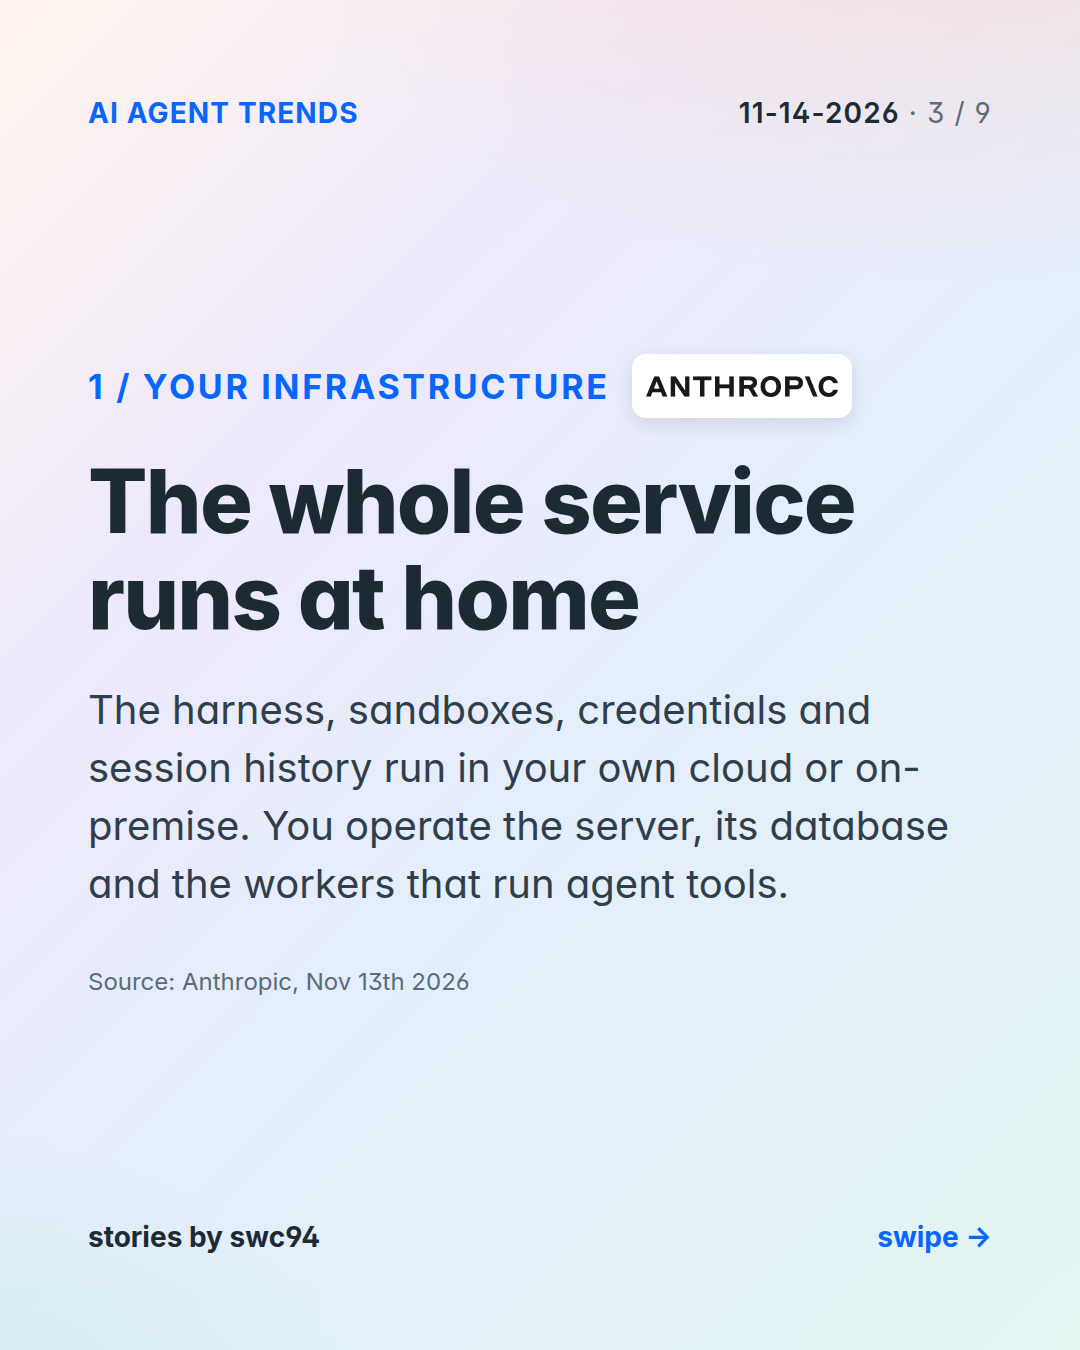 AI AGENT TRENDS
11-14-2026 · 3 / 9
1 / YOUR INFRASTRUCTURE
ANTHROP\C
The whole service
runs at home
The harness, sandboxes, credentials and
session history run in your own cloud or on-
premise. You operate the server, its database
and the workers that run agent tools.
Source: Anthropic, Nov 13th 2026
stories by swc94
swipe →